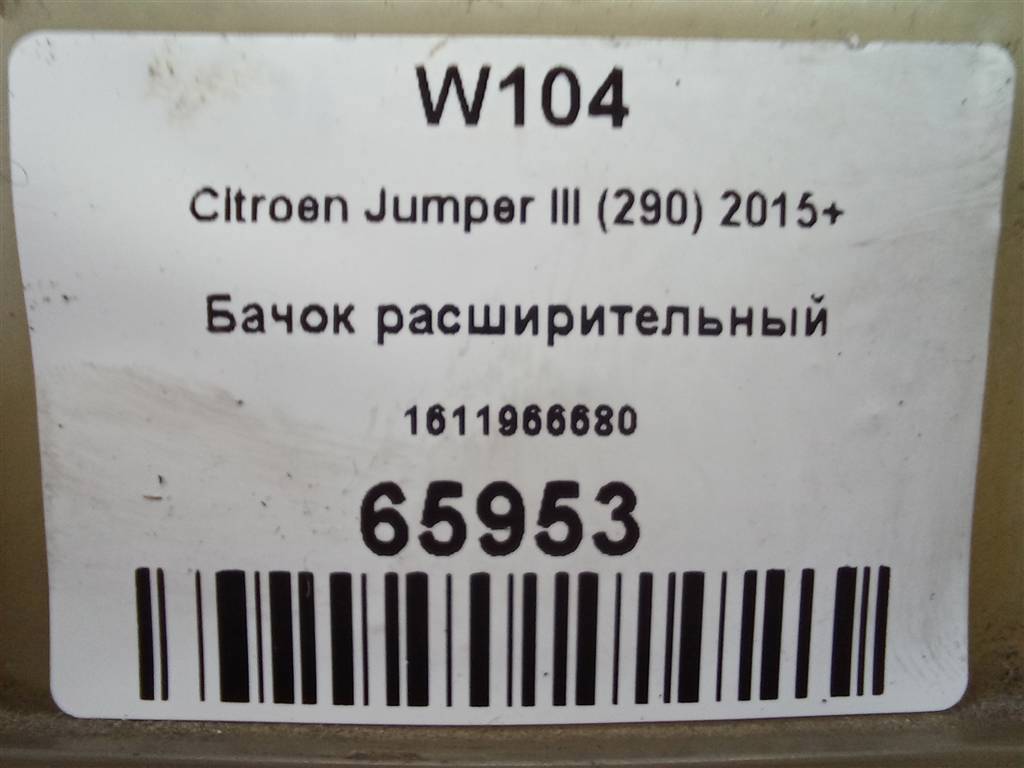 W104
Citroen Jumper III (290) 2015+
Бачок расширительный
1611966680
65953